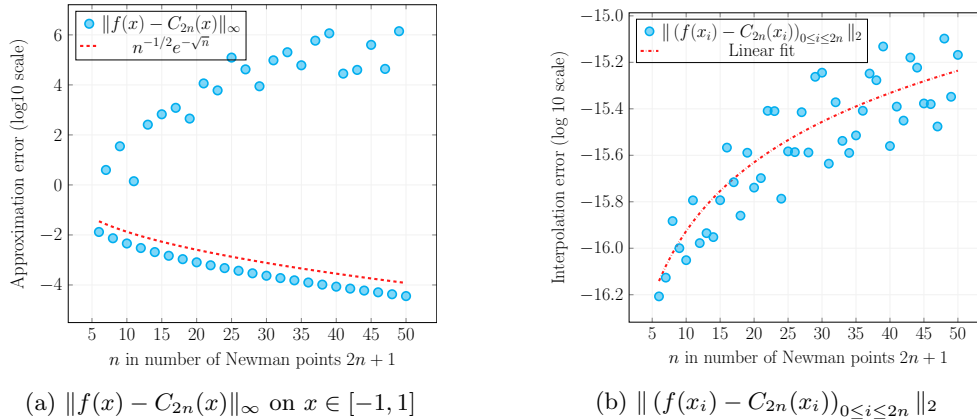 ‖f(x) − C₂ₙ(x)‖∞
n^{−1/2}e^{−√n}
Approximation error (log10 scale)
6
4
2
0
−2
−4
5 10 15 20 25 30 35 40 45 50
n in number of Newman points 2n + 1
(a) ‖f(x) − C₂ₙ(x)‖∞ on x ∈ [−1, 1]
‖ (f(xᵢ) − C₂ₙ(xᵢ))_{0≤i≤2n} ‖₂
Linear fit
Interpolation error (log 10 scale)
−15.0
−15.2
−15.4
−15.6
−15.8
−16.0
−16.2
5 10 15 20 25 30 35 40 45 50
n in number of Newman points 2n + 1
(b) ‖ (f(xᵢ) − C₂ₙ(xᵢ))_{0≤i≤2n} ‖₂